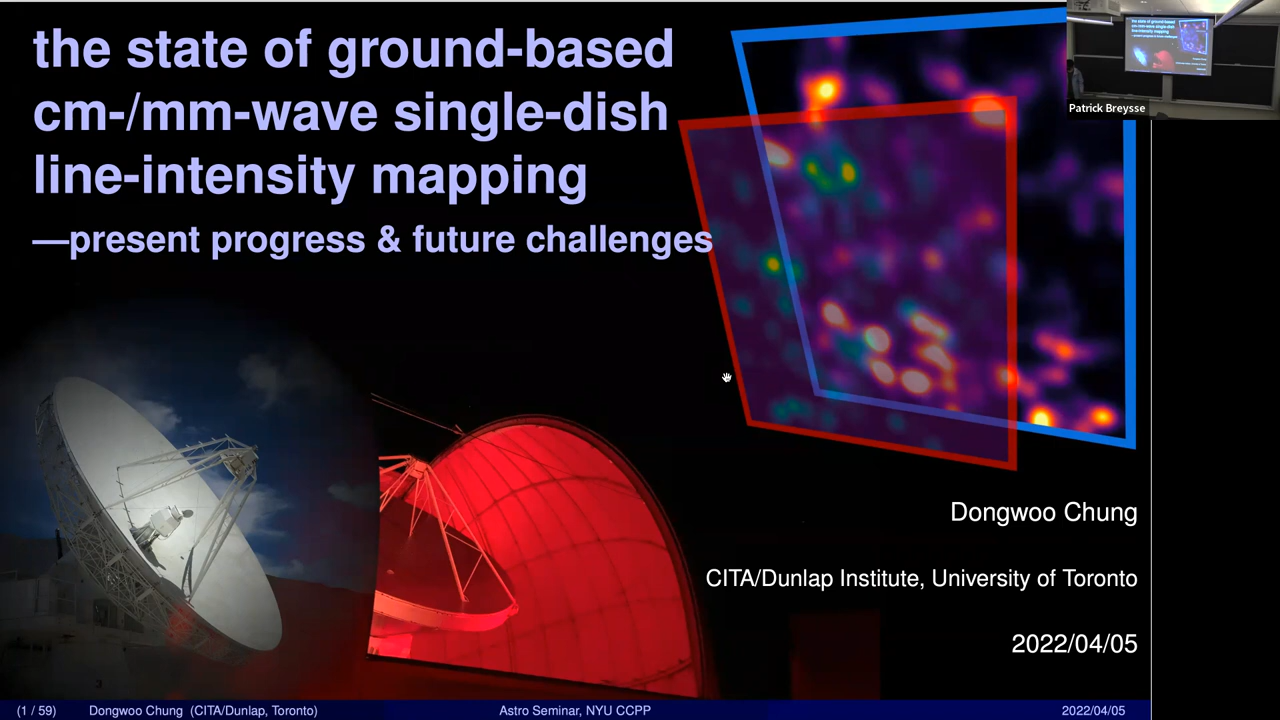 the state of ground-based
cm-/mm-wave single-dish
line-intensity mapping
—present progress & future challenges
Patrick Breysse
Dongwoo Chung
CITA/Dunlap Institute, University of Toronto
2022/04/05
(1 / 59) Dongwoo Chung (CITA/Dunlap, Toronto) Astro Seminar, NYU CCPP 2022/04/05